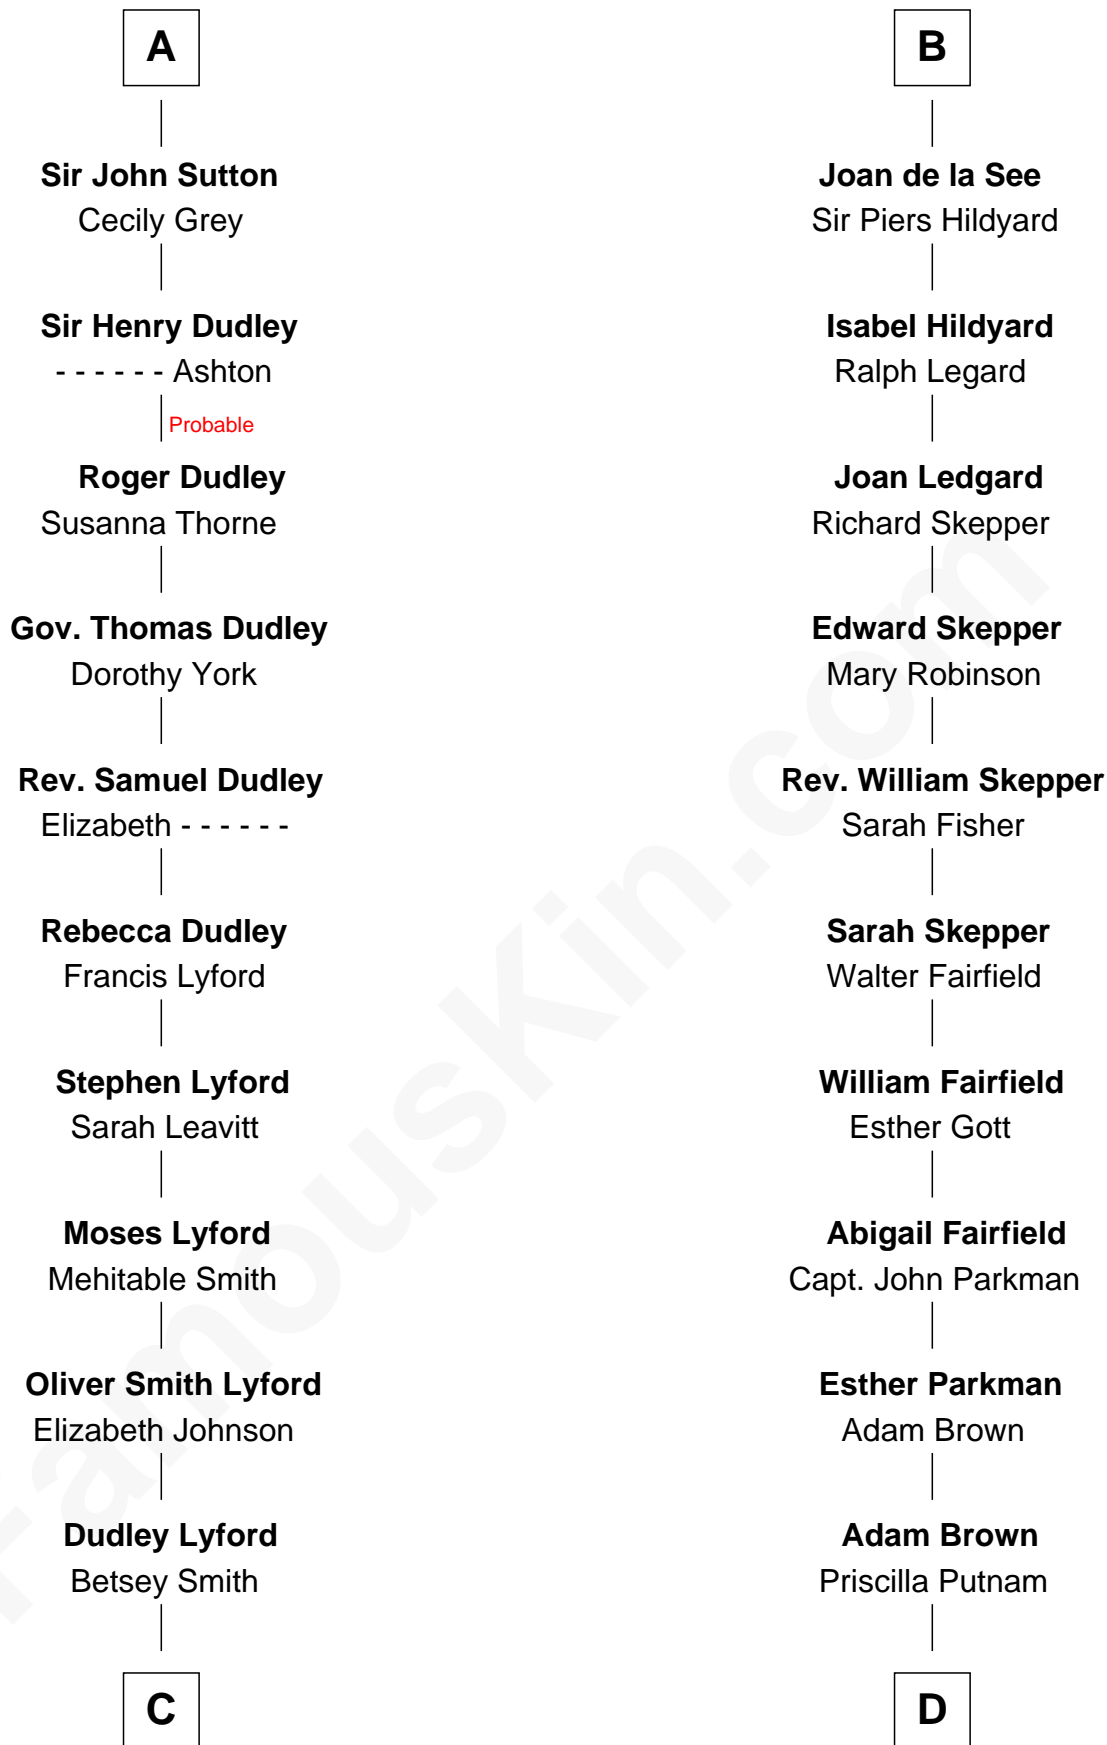 A
Sir John Sutton
Cecily Grey
Sir Henry Dudley
- - - - - - Ashton
Probable
Roger Dudley
Susanna Thorne
Gov. Thomas Dudley
Dorothy York
Rev. Samuel Dudley
Elizabeth - - - - - -
Rebecca Dudley
Francis Lyford
Stephen Lyford
Sarah Leavitt
Moses Lyford
Mehitable Smith
Oliver Smith Lyford
Elizabeth Johnson
Dudley Lyford
Betsey Smith
C
B
Joan de la See
Sir Piers Hildyard
Isabel Hildyard
Ralph Legard
Joan Ledgard
Richard Skepper
Edward Skepper
Mary Robinson
Rev. William Skepper
Sarah Fisher
Sarah Skepper
Walter Fairfield
William Fairfield
Esther Gott
Abigail Fairfield
Capt. John Parkman
Esther Parkman
Adam Brown
Adam Brown
Priscilla Putnam
D
FamousKin.com